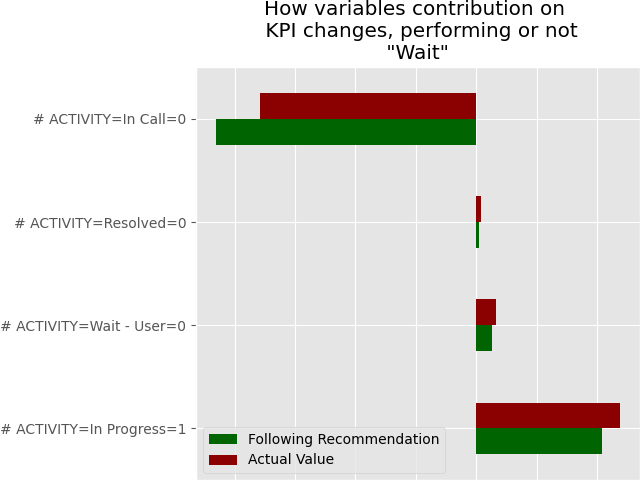 How variables contribution on
KPI changes, performing or not
"Wait"
# ACTIVITY=In Call=0
# ACTIVITY=Resolved=0
# ACTIVITY=Wait - User=0
# ACTIVITY=In Progress=1
Following Recommendation
Actual Value